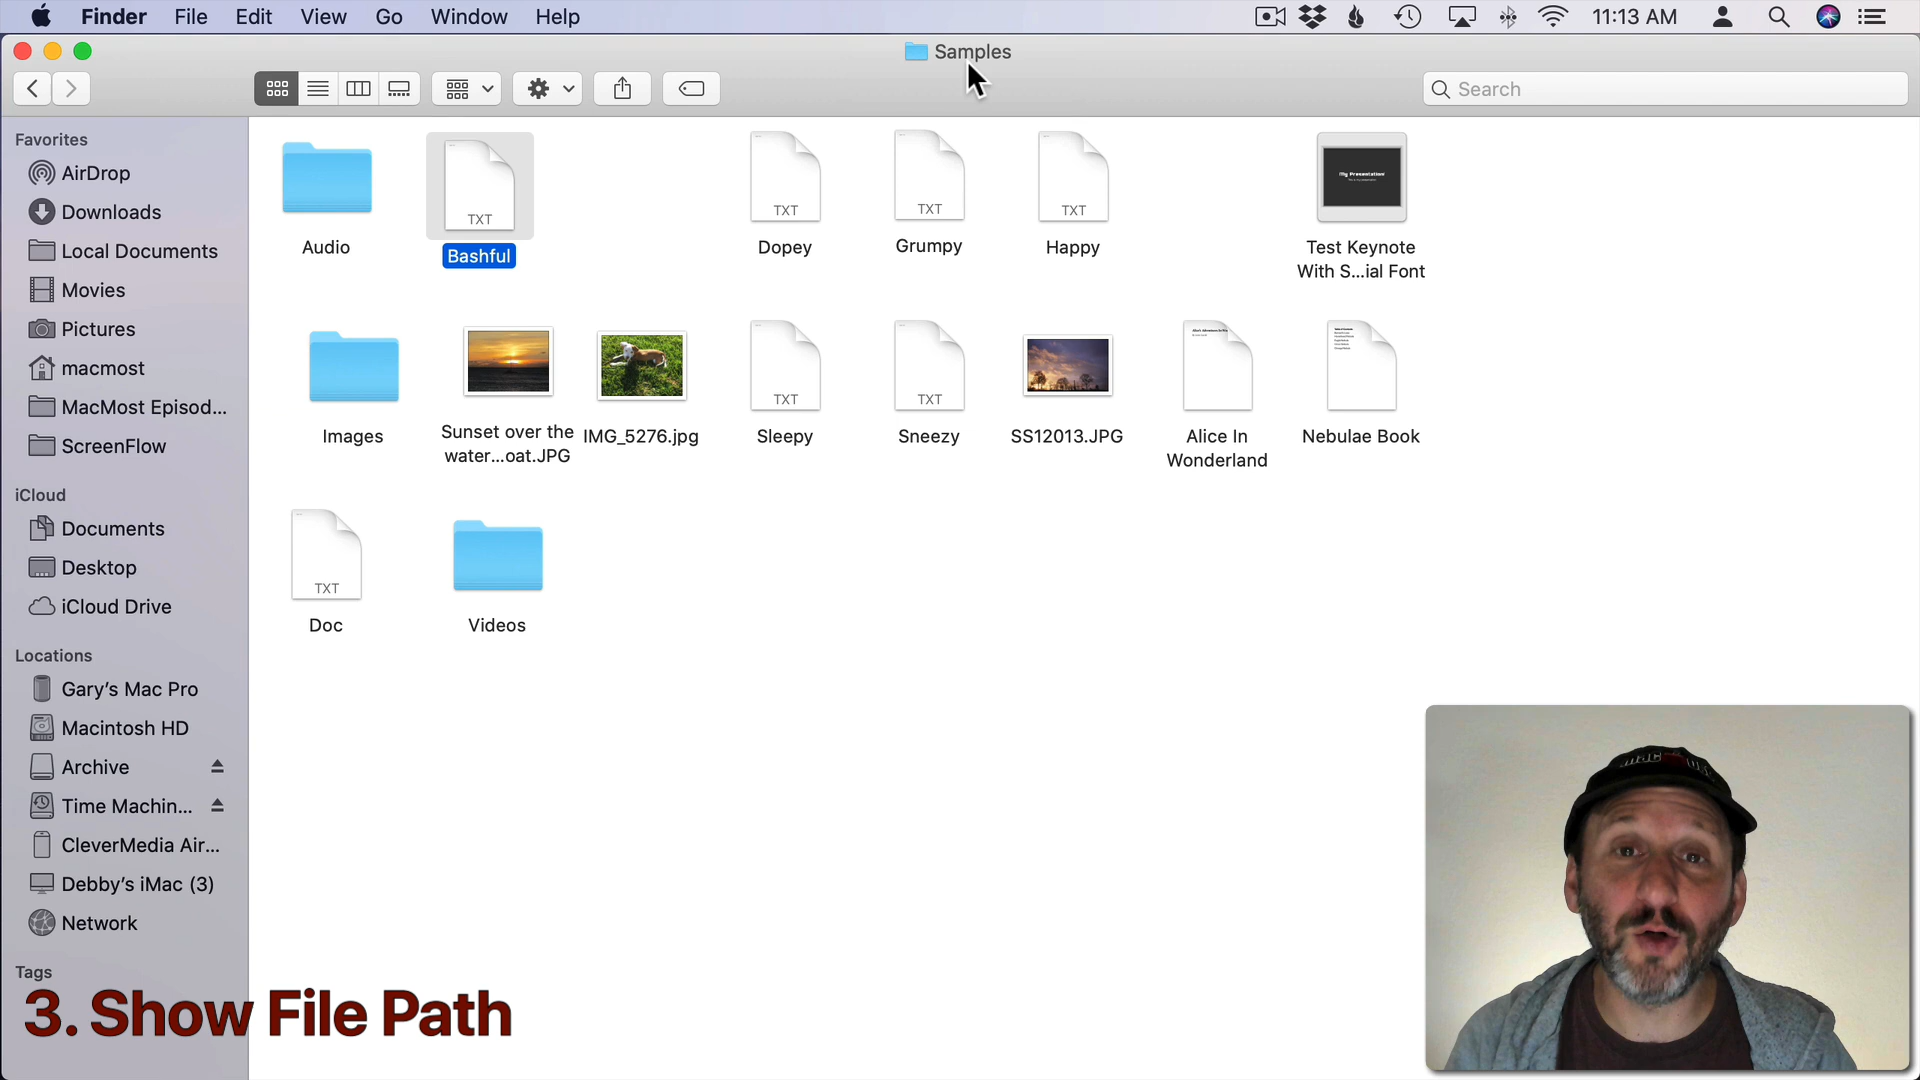 Finder File Edit View Go Window Help 11:13 AM
Samples
Search
Favorites
AirDrop
Downloads
Local Documents
Movies
Pictures
macmost
MacMost Episod...
ScreenFlow
iCloud
Documents
Desktop
iCloud Drive
Locations
Gary's Mac Pro
Macintosh HD
Archive
Time Machin...
CleverMedia Air...
Debby's iMac (3)
Network
Tags
TXT TXT TXT TXT
My Presentation
Audio Bashful Dopey Grumpy Happy
Test Keynote
With S...ial Font
TXT TXT
Images
Sunset over the
water...oat.JPG
IMG_5276.jpg
Sleepy
Sneezy
SS12013.JPG
Alice In
Wonderland
Nebulae Book
TXT
Doc
Videos
3. Show File Path